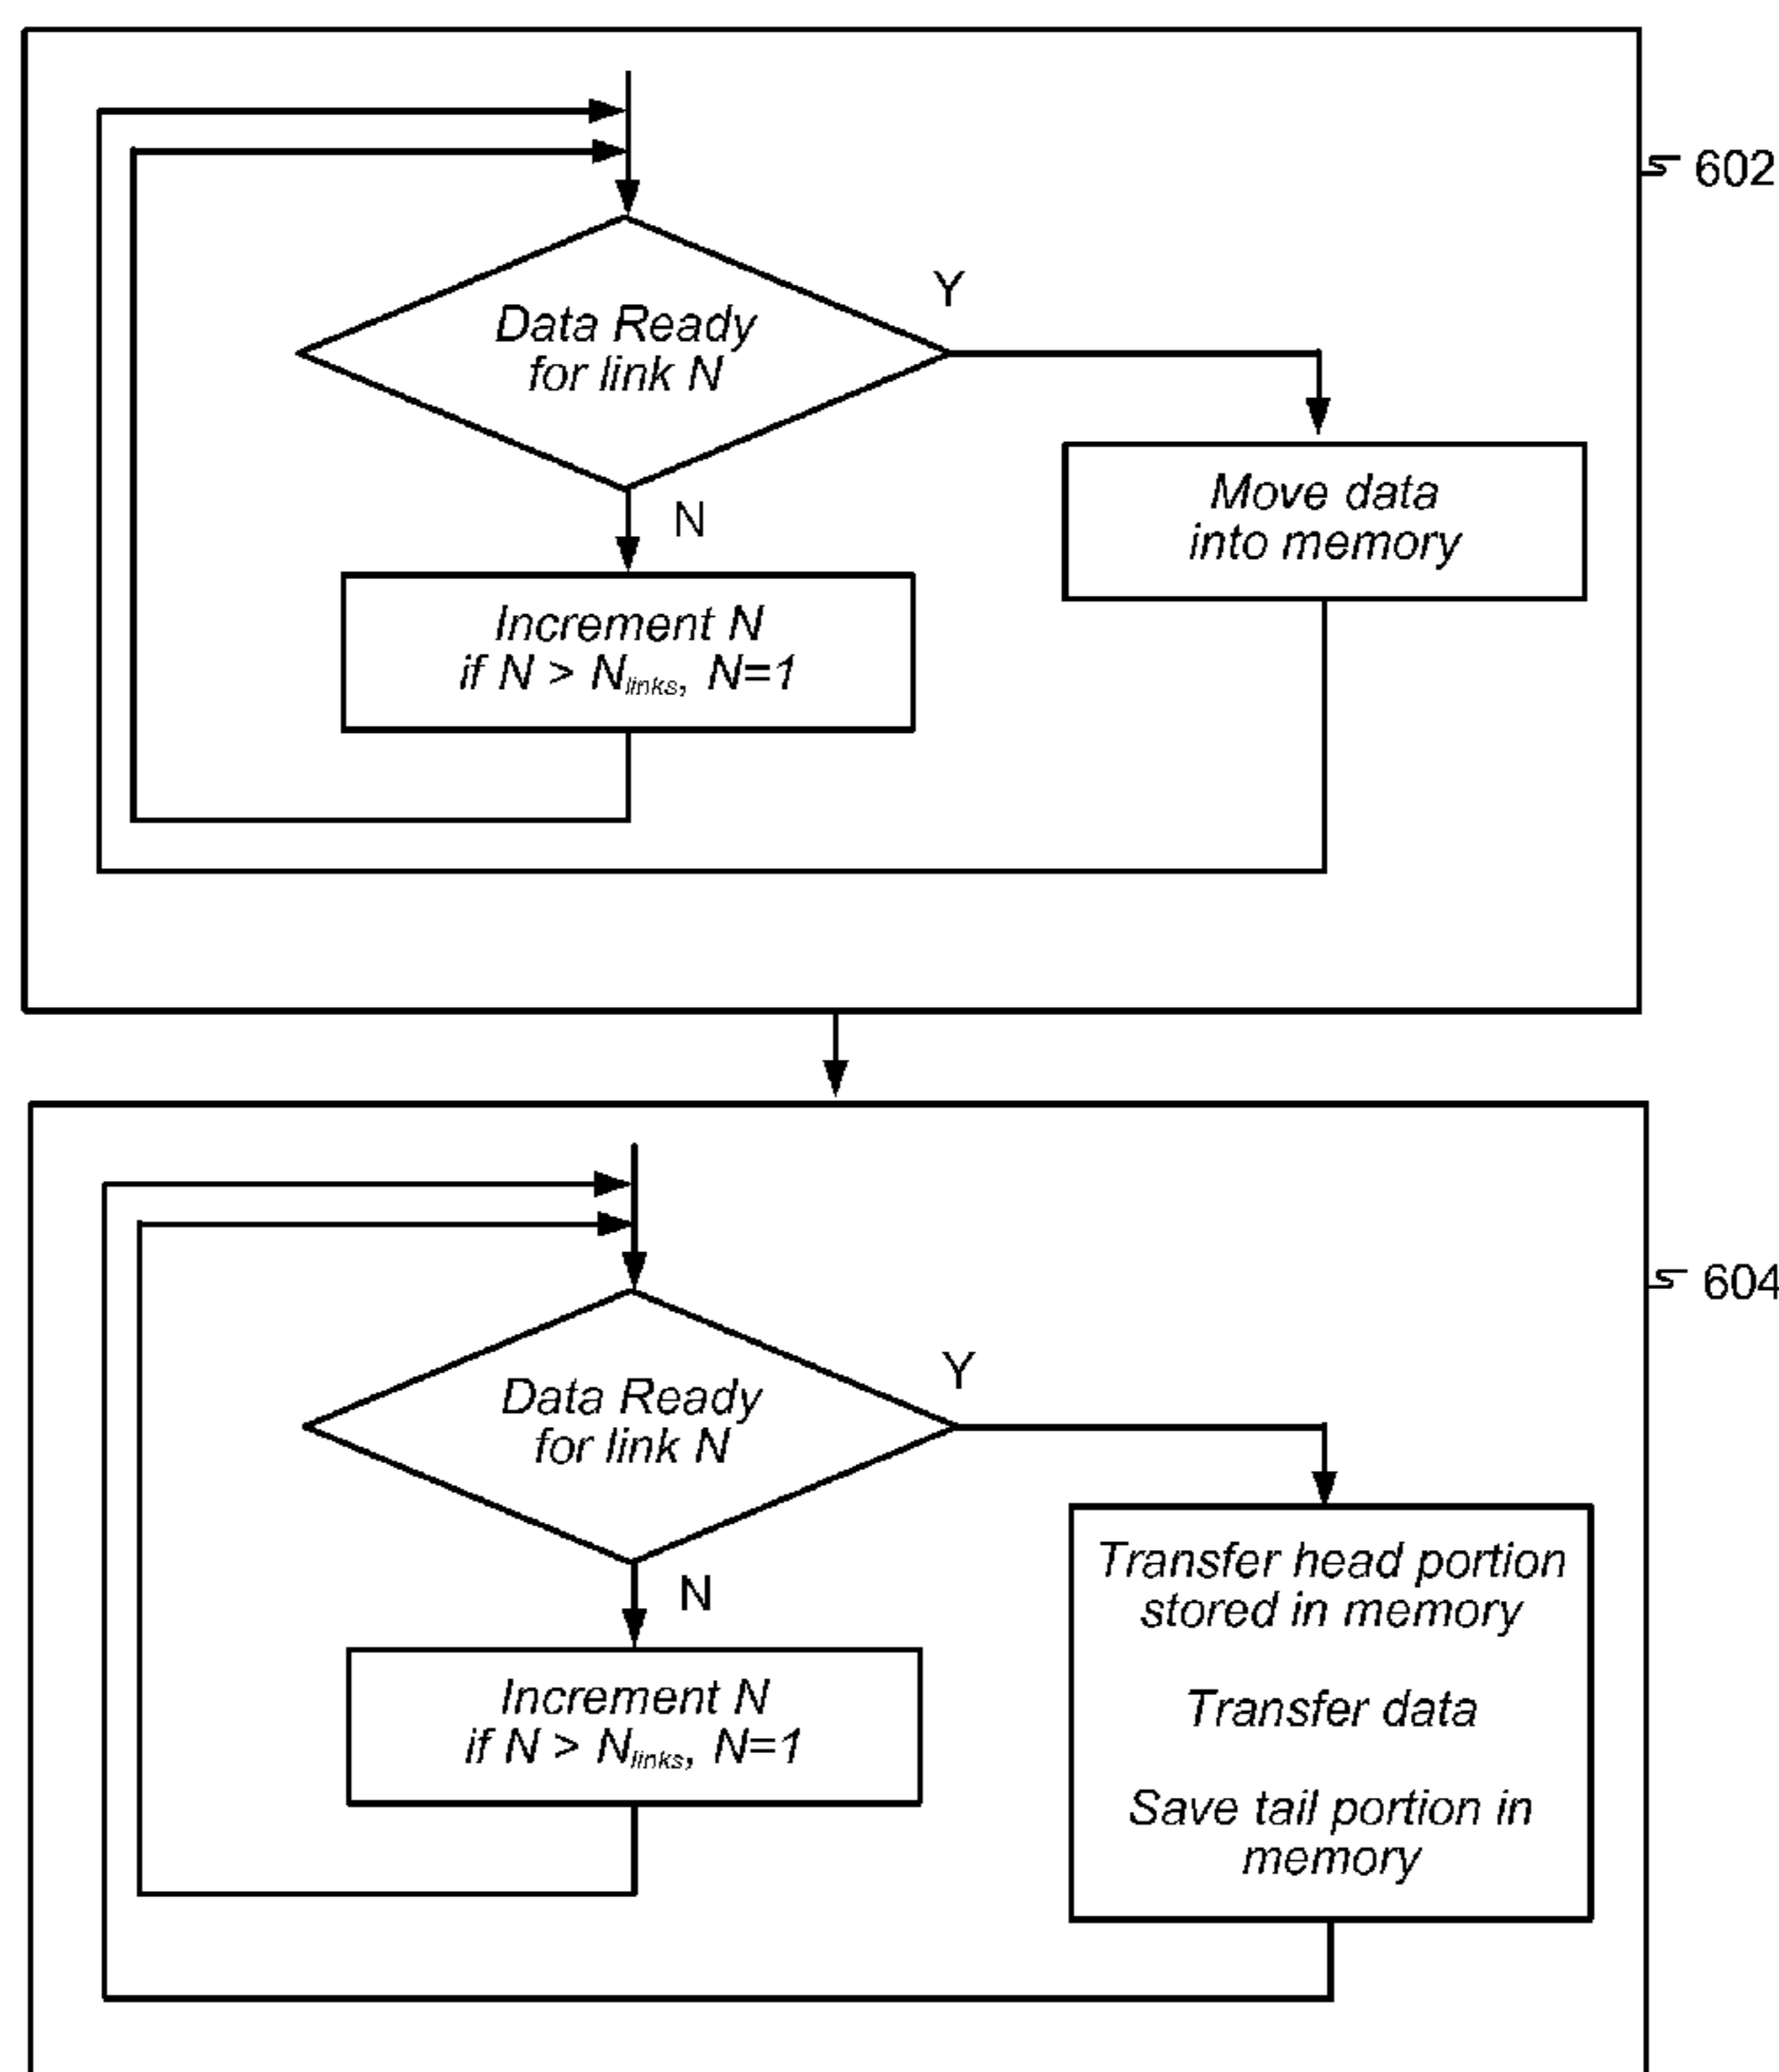 602
Data Ready
for link N
Y
N
Move data
into memory
Increment N
if N > Nlinks, N=1
604
Data Ready
for link N
Y
N
Transfer head portion
stored in memory
Transfer data
Save tail portion in
memory
Increment N
if N > Nlinks, N=1